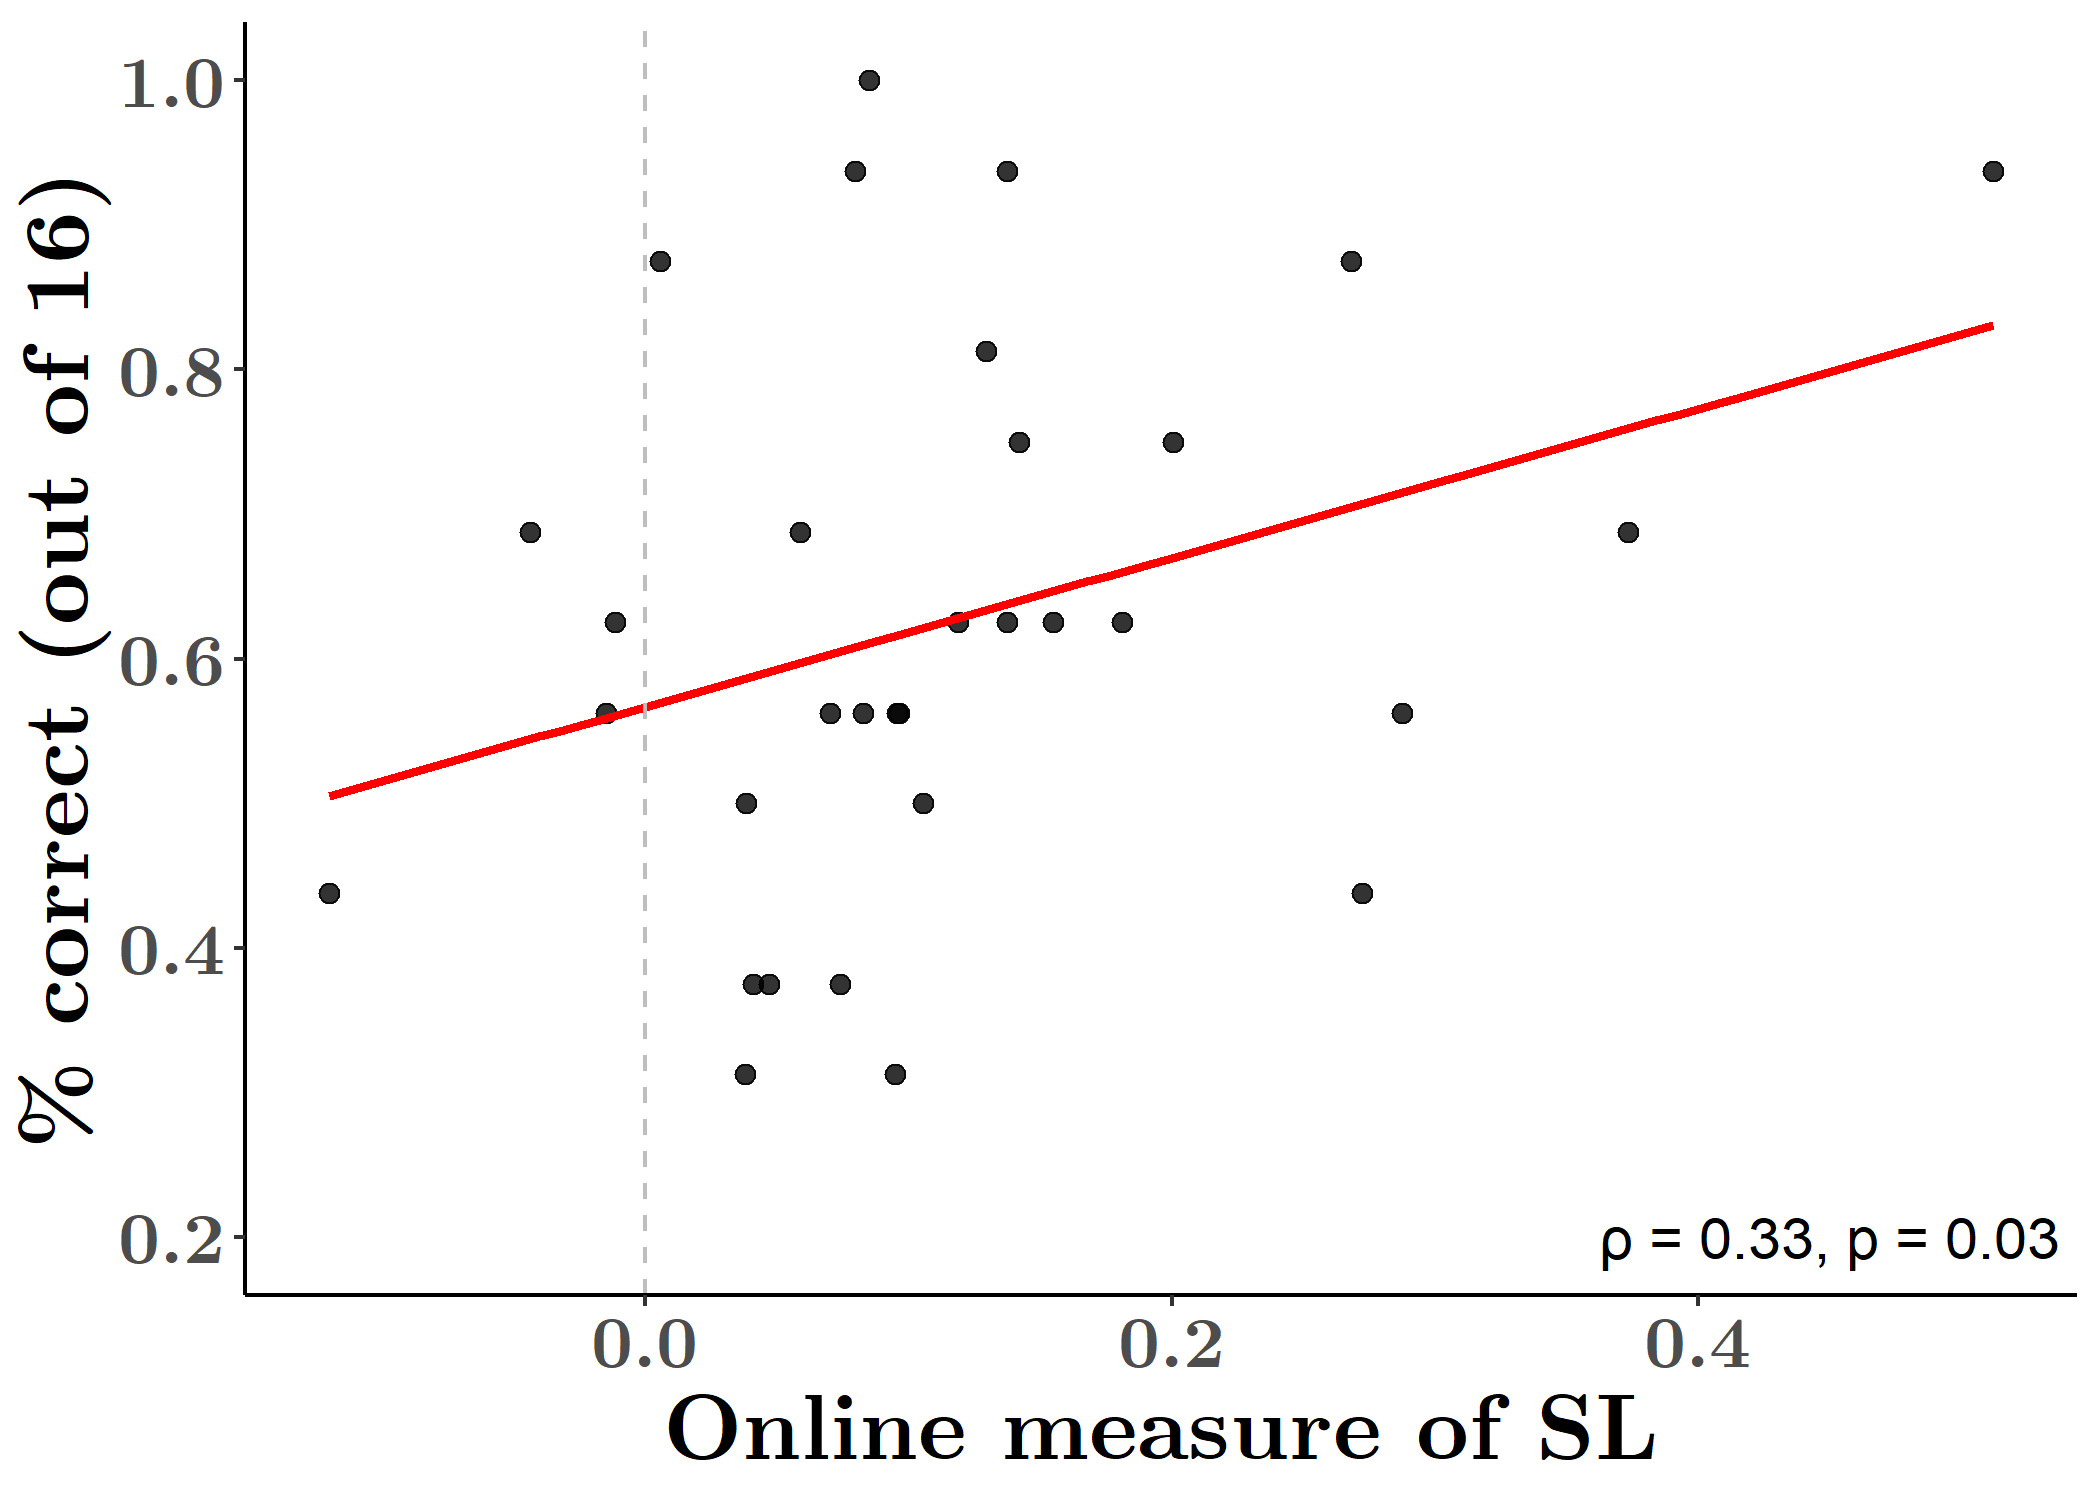 % correct (out of 16)
1.0
0.8
0.6
0.4
0.2
ρ = 0.33, p = 0.03
0.0 0.2 0.4
Online measure of SL